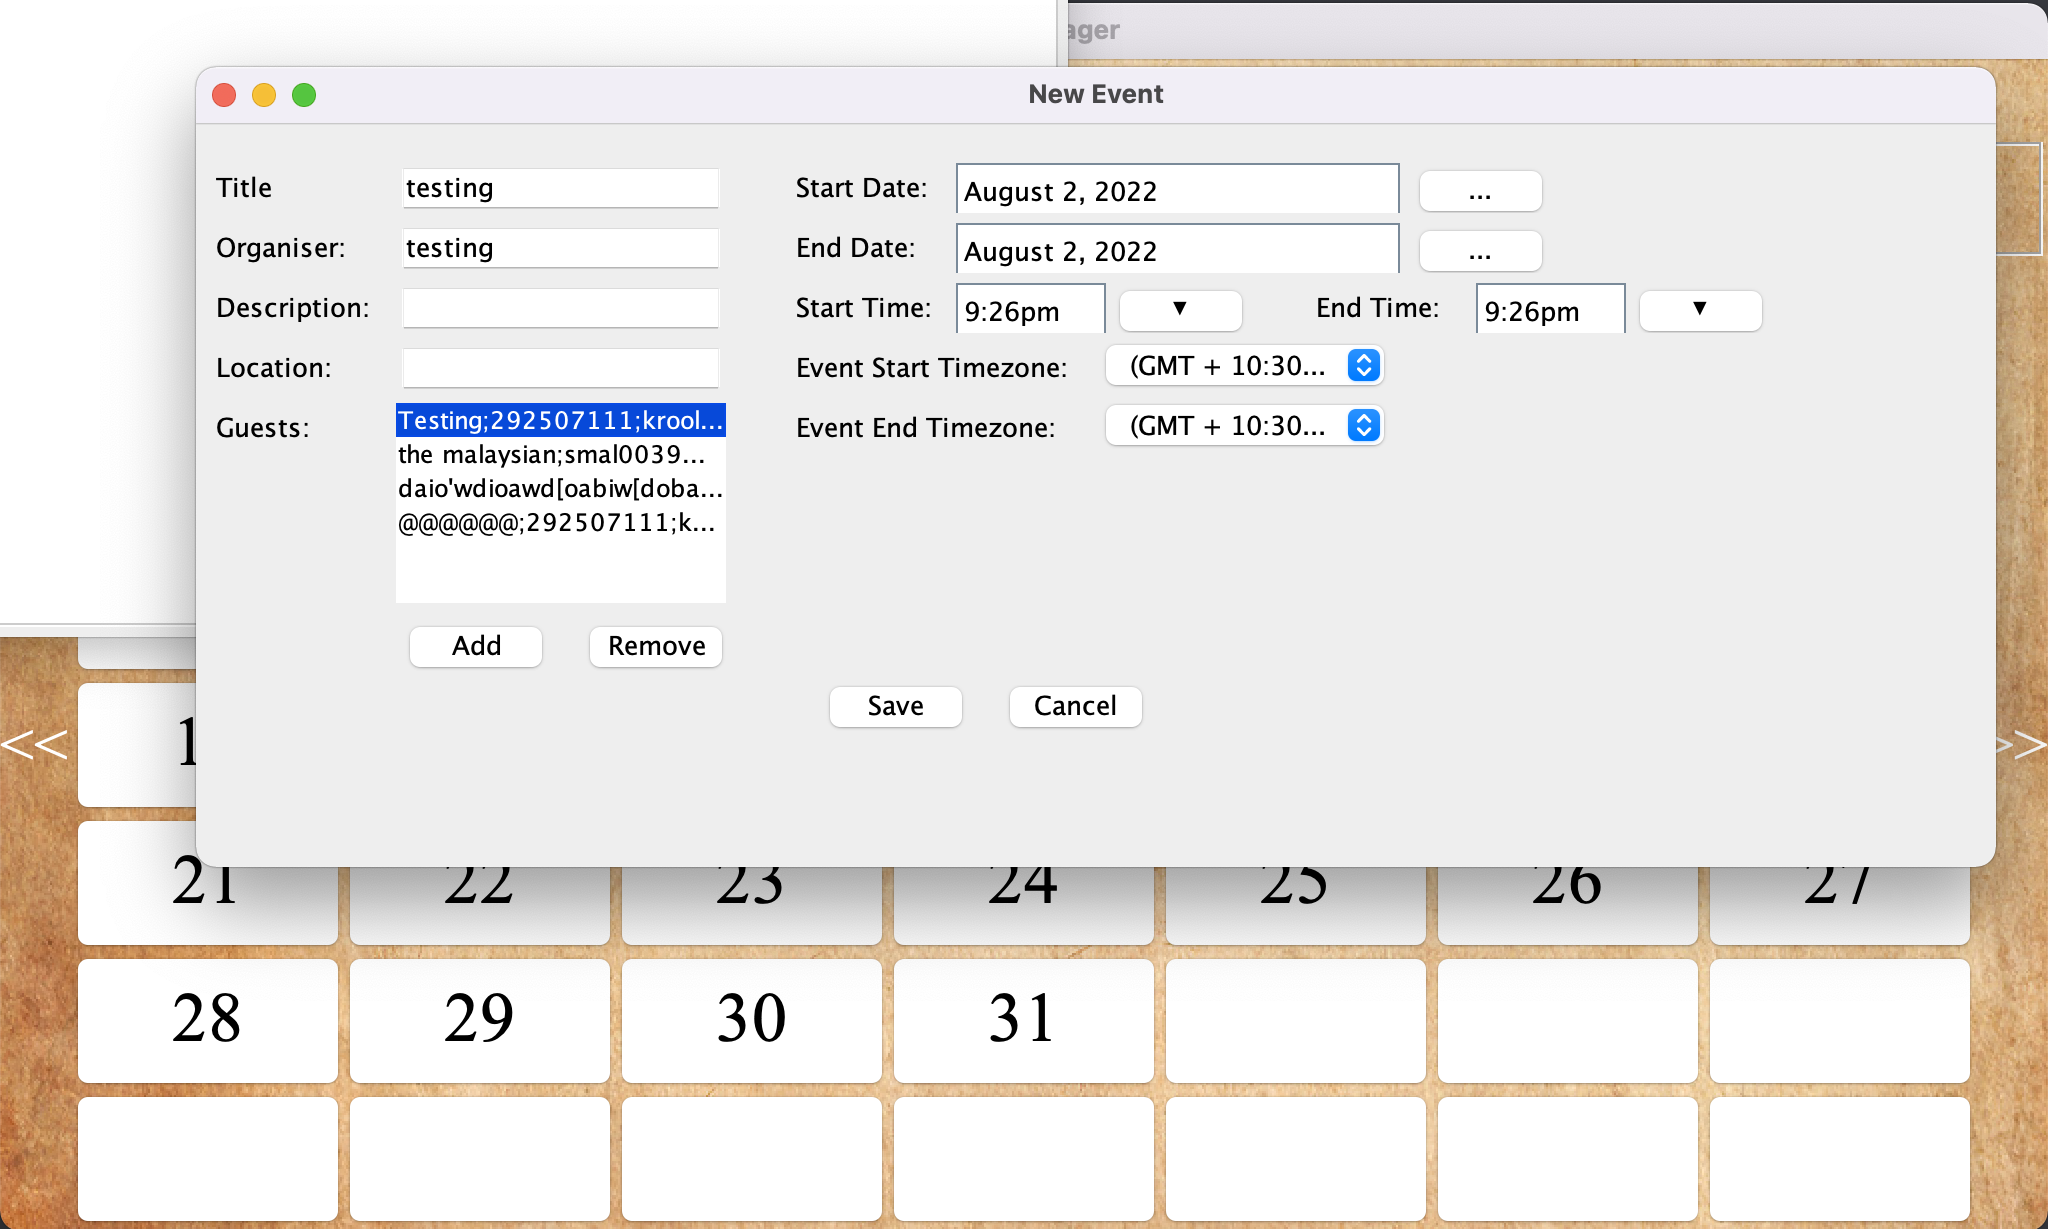 New Event
Title testing Start Date: August 2, 2022 ...
Organiser: testing End Date: August 2, 2022 ...
Description: Start Time: 9:26pm ▼ End Time: 9:26pm ▼
Location: Event Start Timezone: (GMT + 10:30...
Guests: Testing;292507111;krool... Event End Timezone: (GMT + 10:30...
the malaysian;smal0039...
daio'wdioawd[oabiw[doba...
@@@@@@;292507111;k...
Add Remove
Save Cancel
<< >>
21 22 23 24 25 26 27
28 29 30 31